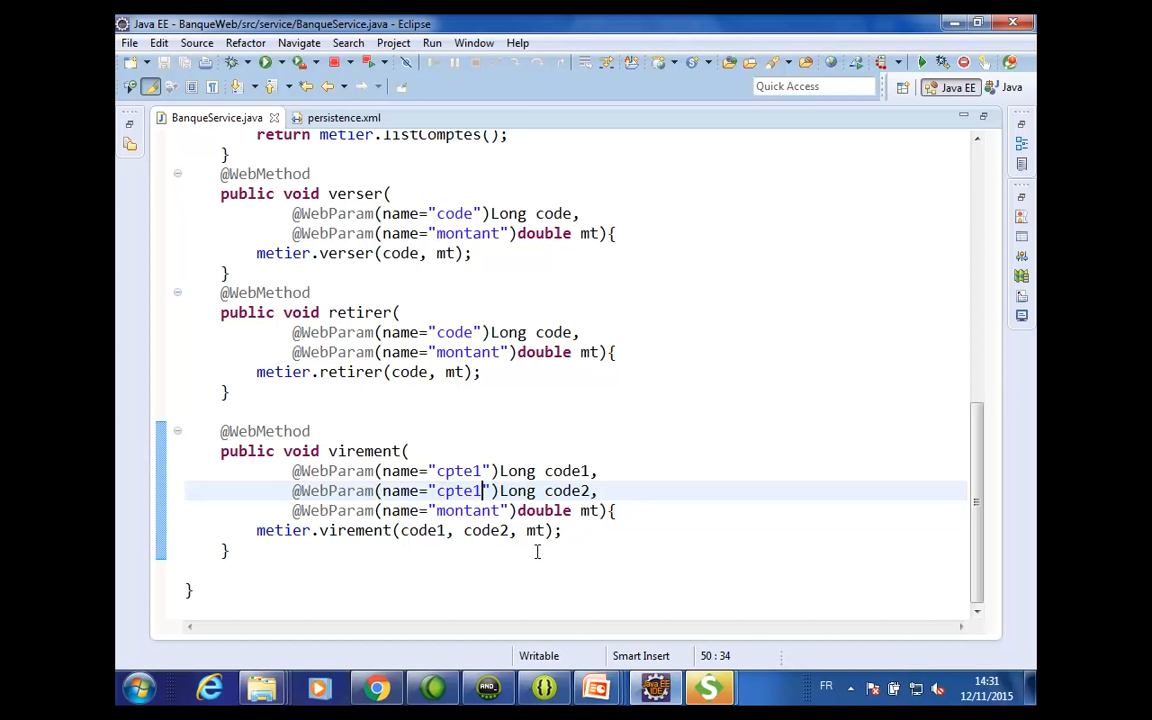 Java EE - BanqueWeb/src/service/BanqueService.java - Eclipse
File Edit Source Refactor Navigate Search Project Run Window Help
Quick Access Java EE Java
BanqueService.java persistence.xml
return metier.listComptes();
}
@WebMethod
public void verser(
@WebParam(name="code")Long code,
@WebParam(name="montant")double mt){
metier.verser(code, mt);
}
@WebMethod
public void retirer(
@WebParam(name="code")Long code,
@WebParam(name="montant")double mt){
metier.retirer(code, mt);
}
@WebMethod
public void virement(
@WebParam(name="cpte1")Long code1,
@WebParam(name="cpte1")Long code2,
@WebParam(name="montant")double mt){
metier.virement(code1, code2, mt);
}
}
Writable Smart Insert 50 : 34
FR 14:31
12/11/2015